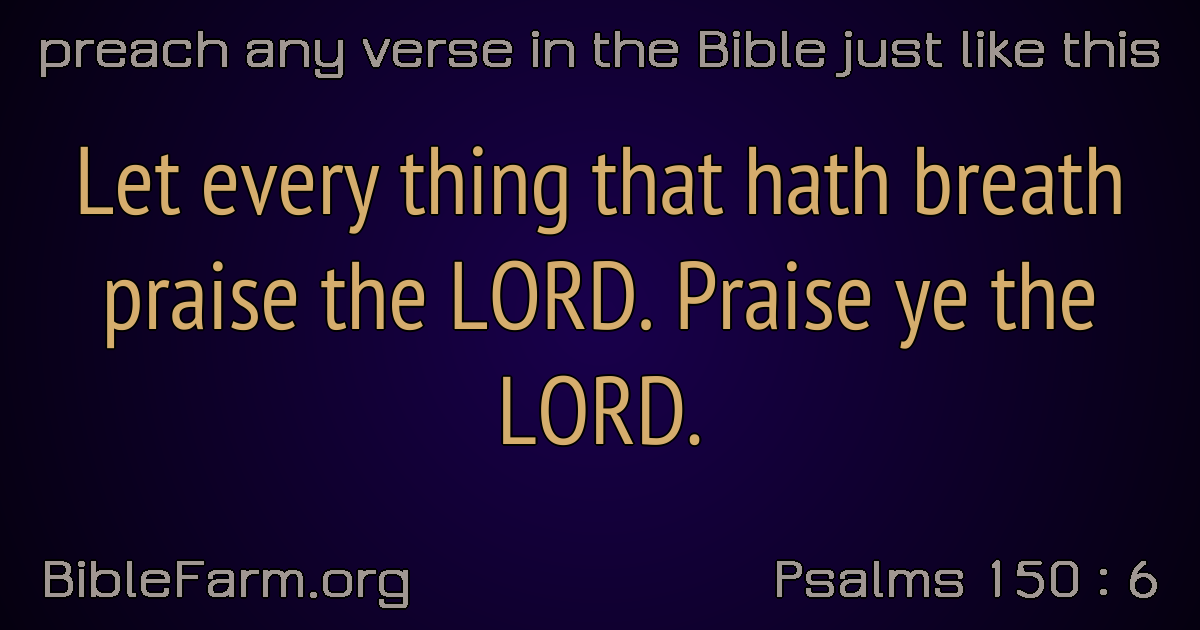 preach any verse in the Bible just like this
Let every thing that hath breath
praise the LORD. Praise ye the
LORD.
BibleFarm.org
Psalms 150 : 6